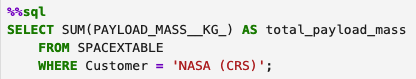 %%sql
SELECT SUM(PAYLOAD_MASS__KG_) AS total_payload_mass
    FROM SPACEXTABLE
    WHERE Customer = 'NASA (CRS)';